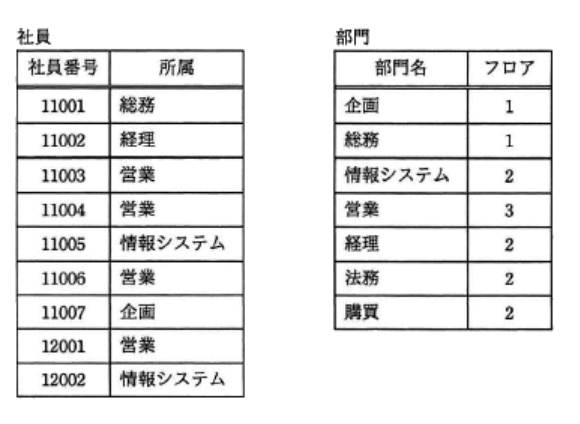 社員
社員番号 所属
11001 総務
11002 経理
11003 営業
11004 営業
11005 情報システム
11006 営業
11007 企画
12001 営業
12002 情報システム
部門
部門名 フロア
企画 1
総務 1
情報システム 2
営業 3
経理 2
法務 2
購買 2